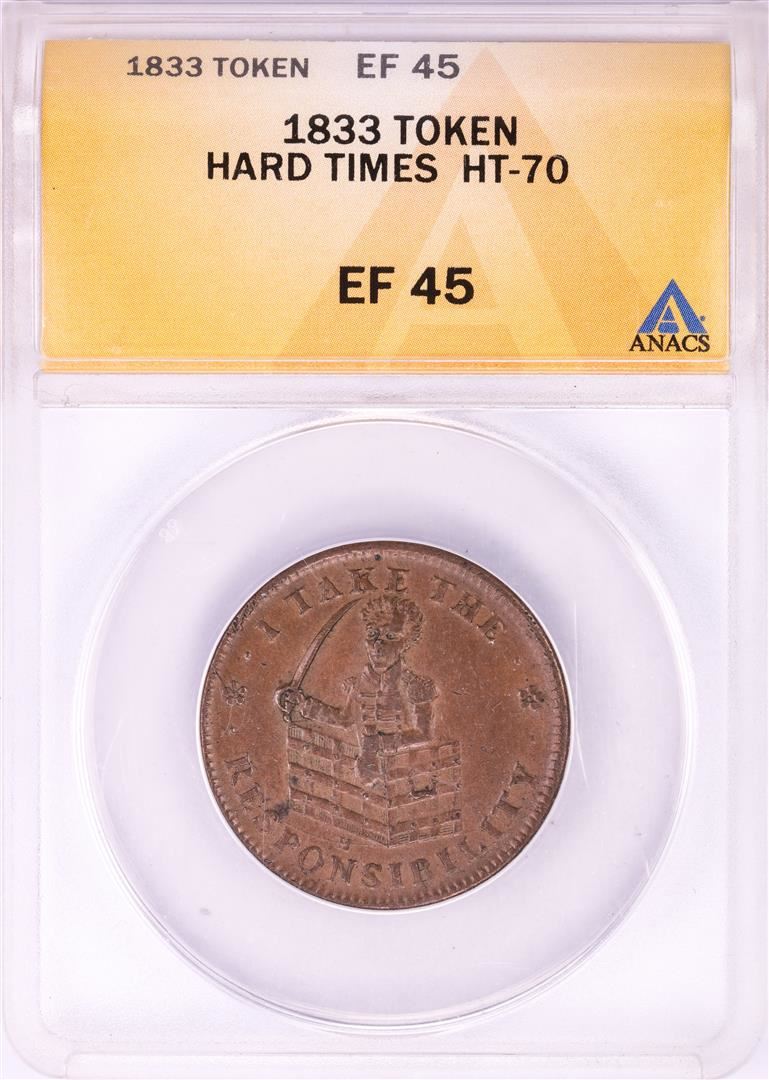 1833 TOKEN EF 45
1833 TOKEN
HARD TIMES HT-70
EF 45
ANACS
I TAKE THE
RESPONSIBILITY